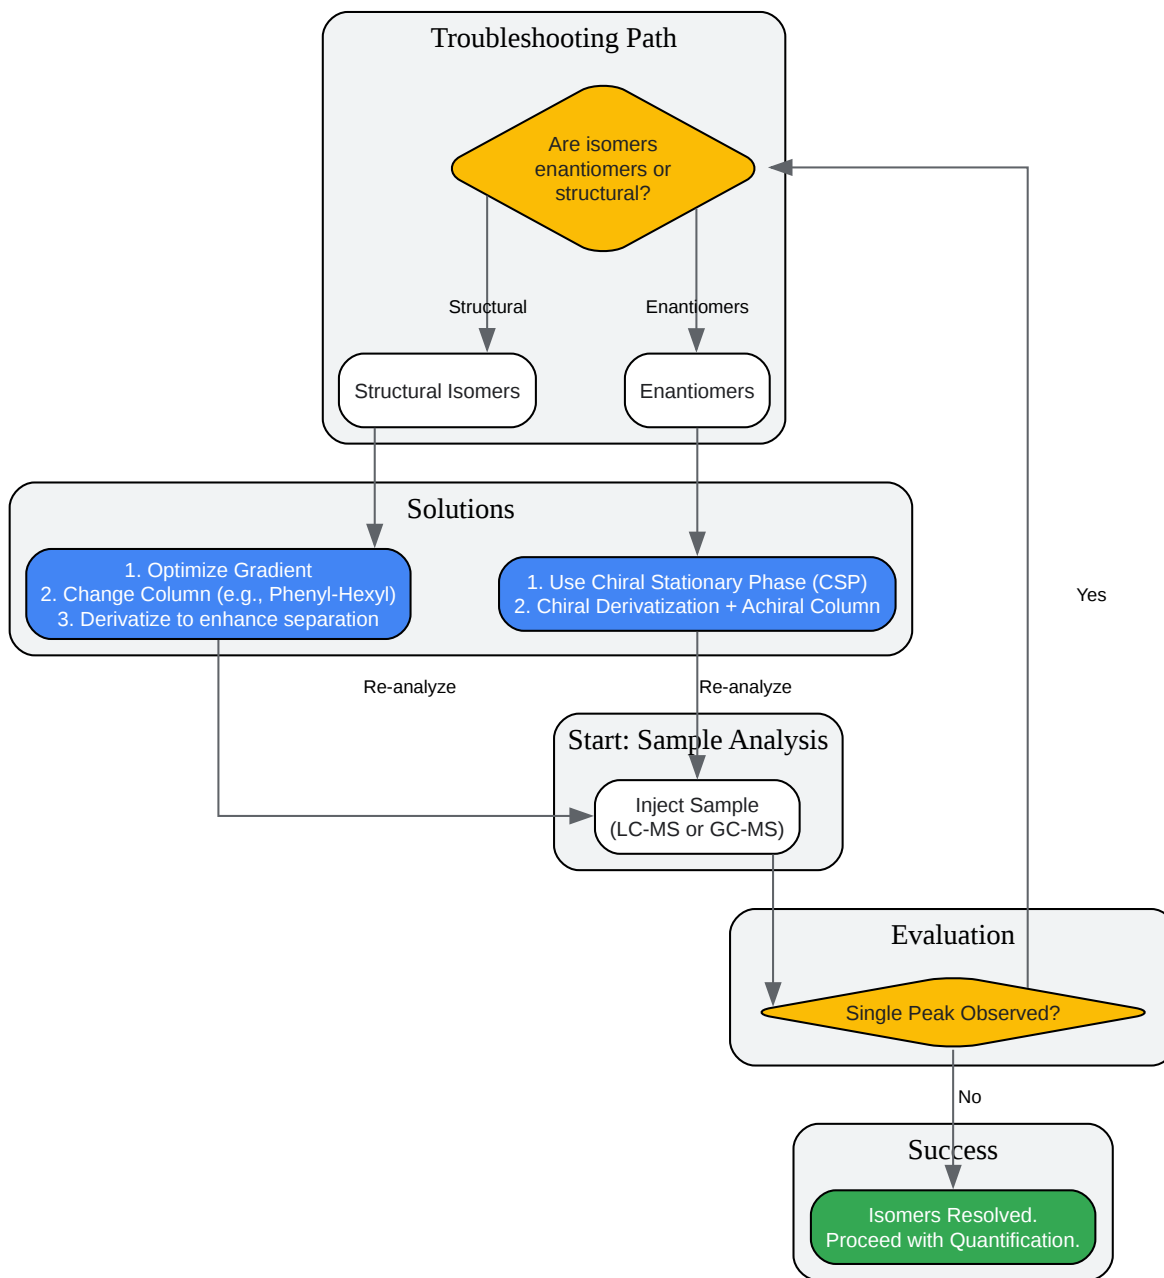 Troubleshooting Path
Are isomers
enantiomers or
structural?
Structural
Enantiomers
Structural Isomers
Enantiomers
Solutions
1. Optimize Gradient
2. Change Column (e.g., Phenyl-Hexyl)
3. Derivatize to enhance separation
1. Use Chiral Stationary Phase (CSP)
2. Chiral Derivatization + Achiral Column
Yes
Re-analyze
Re-analyze
Start: Sample Analysis
Inject Sample
(LC-MS or GC-MS)
Evaluation
Single Peak Observed?
No
Success
Isomers Resolved.
Proceed with Quantification.